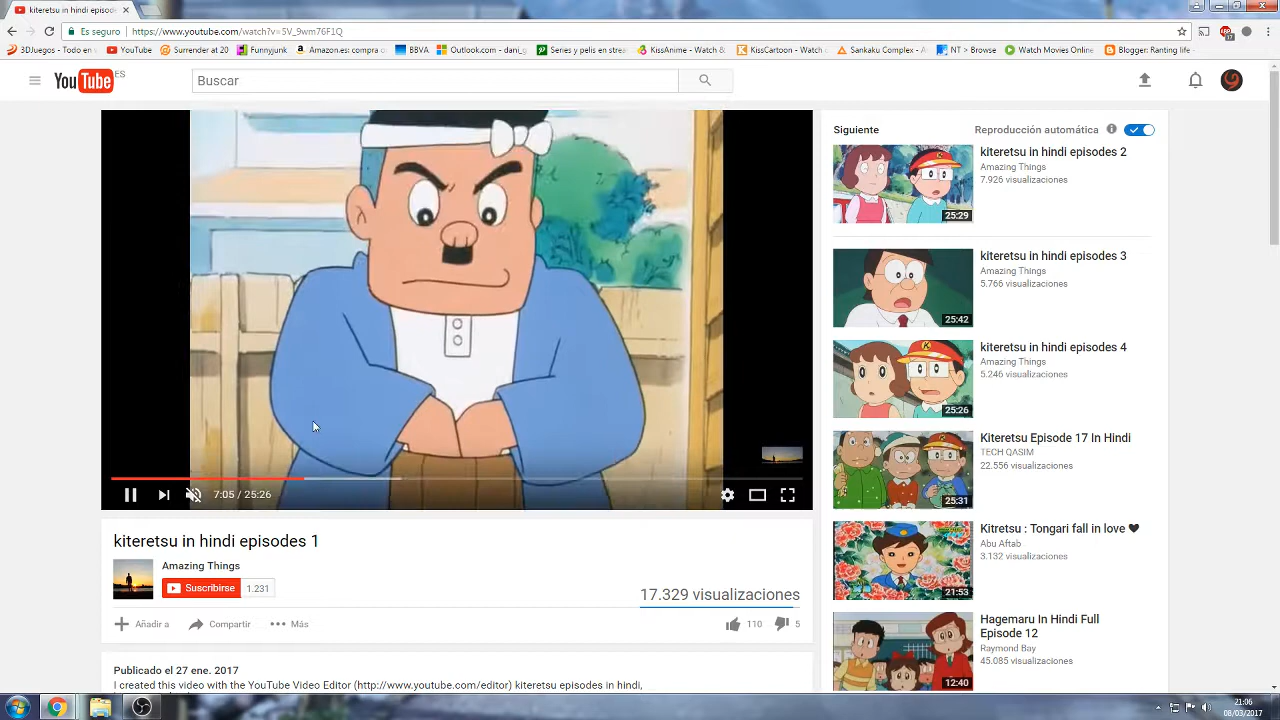 kiteretsu in hindi episode
Es seguro
https://www.youtube.com/watch?v=5V_9wm76F1Q
3DJuegos - Todo en
YouTube
Surrender at 20
Funnyjunk
Amazon.es: compra
BBVA
Outlook.com - dan_
Series y pelis en stre
KissAnime - Watch &
KissCartoon - Watch &
Sankaku Complex - A
NT > Browse
Watch Movies Online
Blogger: Ranking life
YouTube ES
Buscar
Siguiente
Reproducción automática
kiteretsu in hindi episodes 2
Amazing Things
7.926 visualizaciones
25:29
kiteretsu in hindi episodes 3
Amazing Things
5.766 visualizaciones
25:42
kiteretsu in hindi episodes 4
Amazing Things
5.246 visualizaciones
25:26
Kiteretsu Episode 17 In Hindi
TECH QASIM
22.556 visualizaciones
25:31
Kitretsu : Tongari fall in love ♥
Abu Aftab
3.132 visualizaciones
21:53
Hagemaru In Hindi Full
Episode 12
Raymond Bay
45.085 visualizaciones
12:40
7:05 / 25:26
kiteretsu in hindi episodes 1
Amazing Things
Suscribirse 1.231
17.329 visualizaciones
Añadir a
Compartir
Más
110
5
Publicado el 27 ene. 2017
I created this video with the YouTube Video Editor (http://www.youtube.com/editor) kiteretsu episodes in hindi,
21:06
08/03/2017